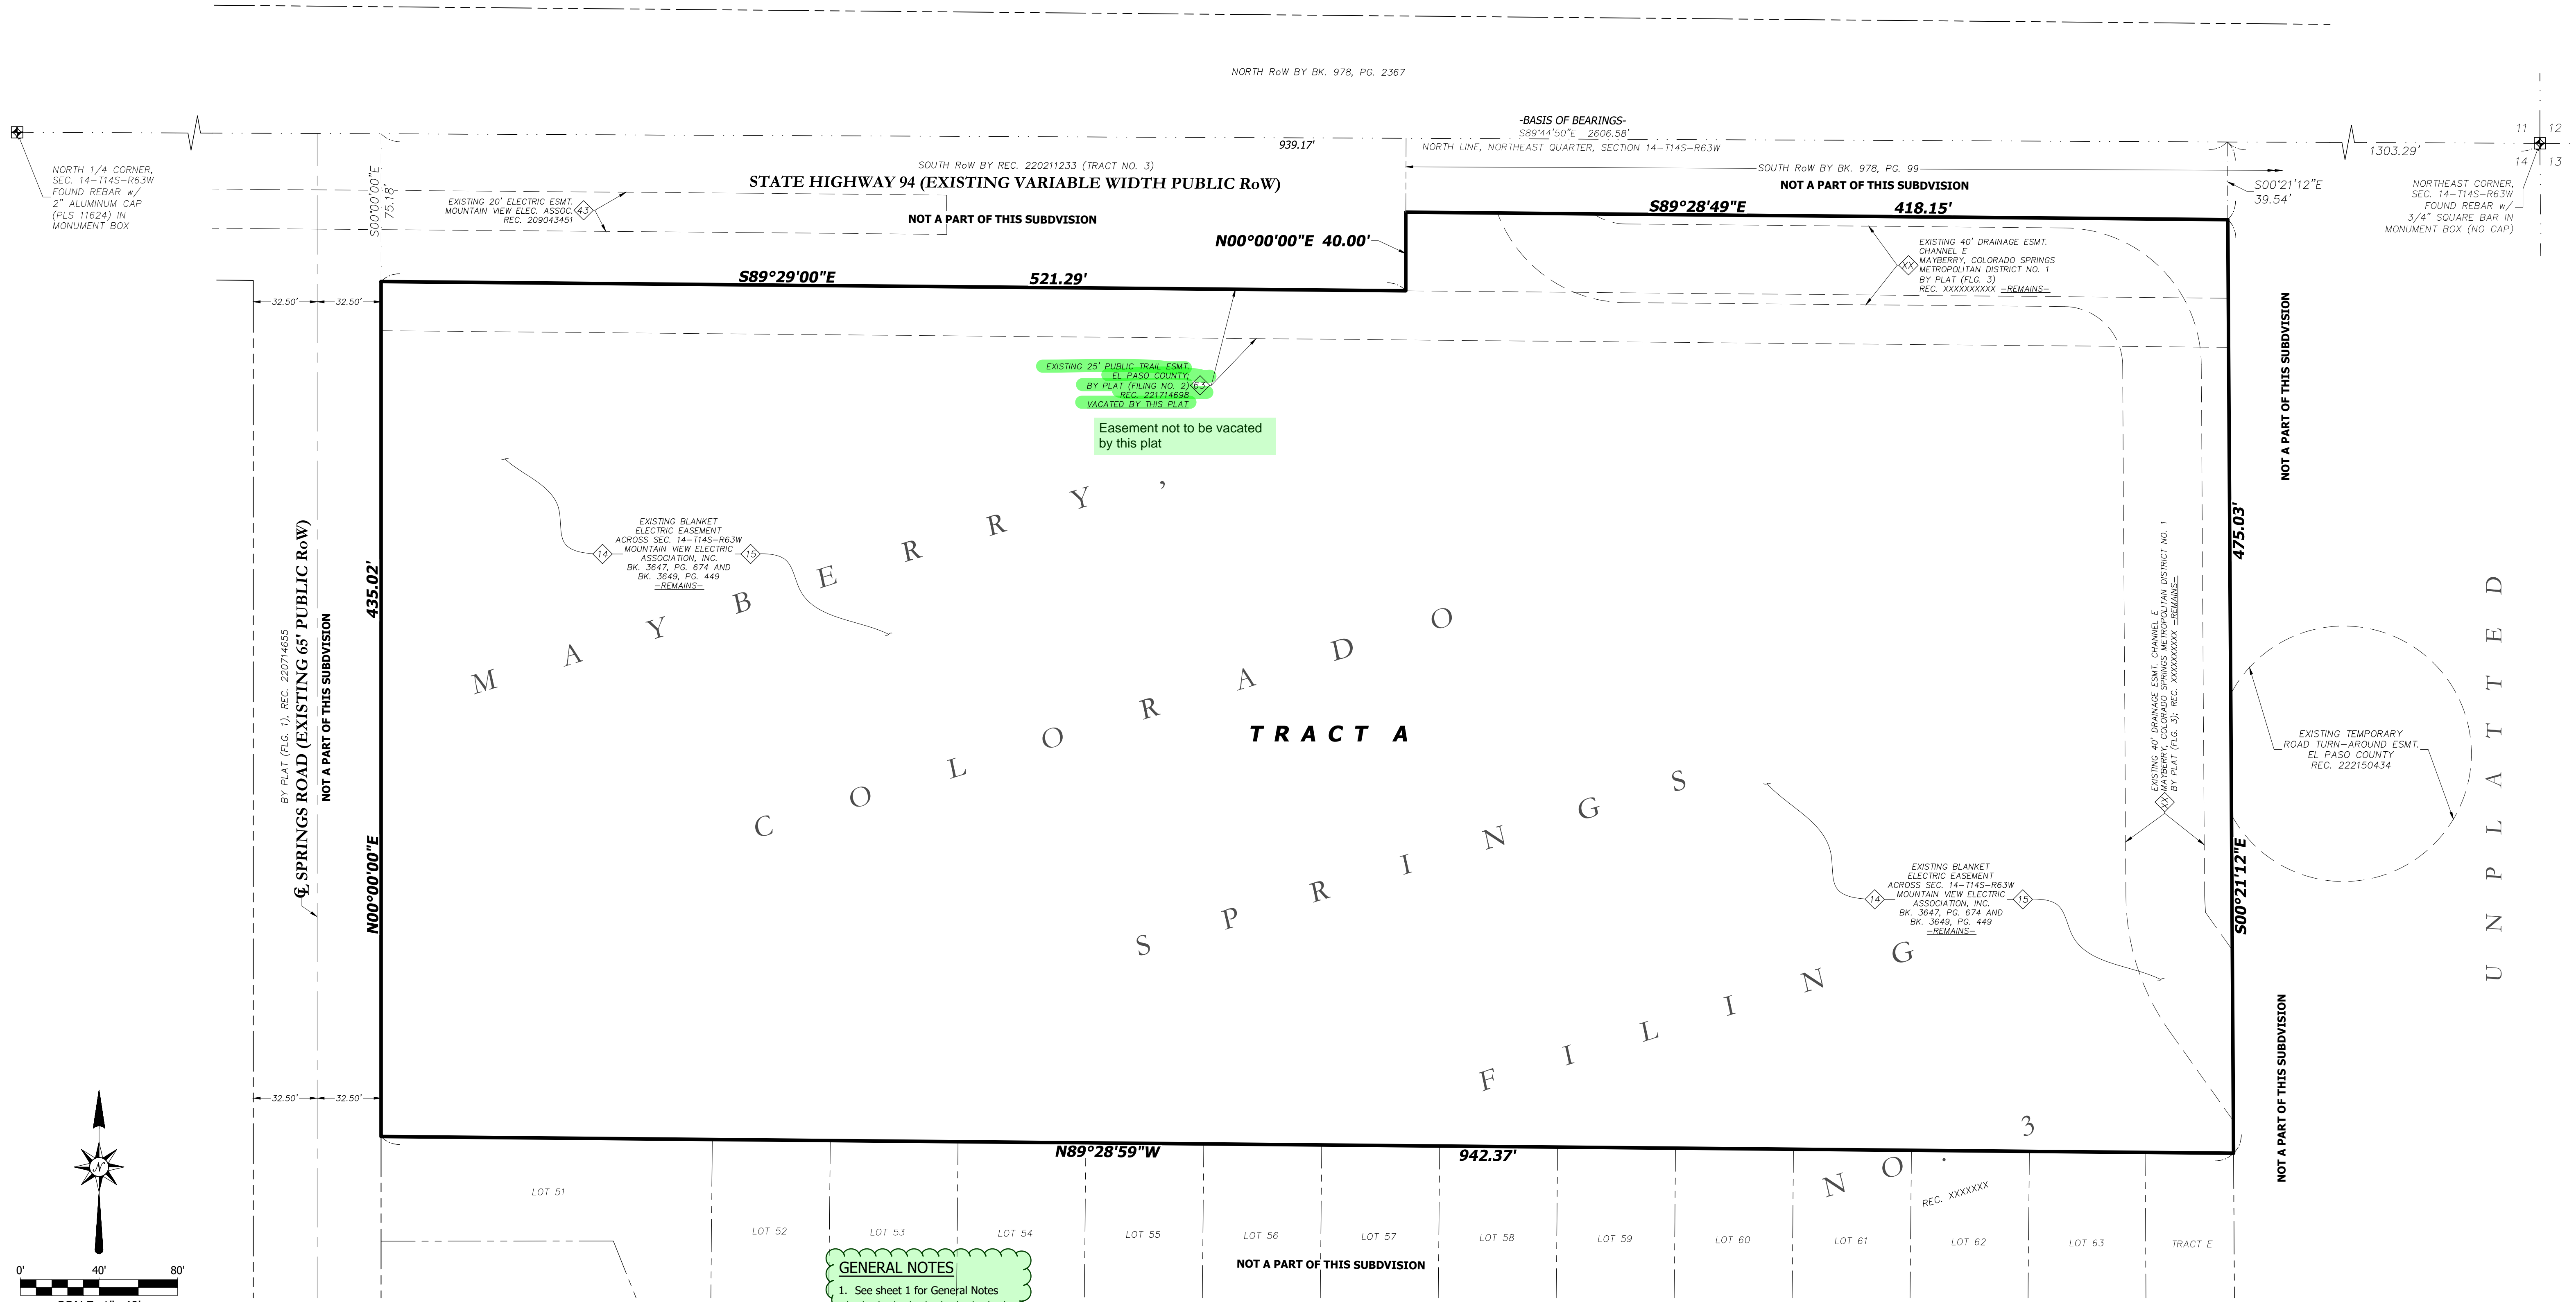 NORTH RoW BY BK. 978, PG. 2367
-BASIS OF BEARINGS-
S89°44'50"E 2606.58'
NORTH LINE, NORTHEAST QUARTER, SECTION 14-T14S-R63W
939.17'
1303.29'
11 12
14 13
NORTH 1/4 CORNER,
SEC. 14-T14S-R63W
FOUND REBAR w/
2" ALUMINUM CAP
(PLS 11624) IN
MONUMENT BOX
S00°00'00"E
75.18'
SOUTH RoW BY REC. 220211233 (TRACT NO. 3)
STATE HIGHWAY 94 (EXISTING VARIABLE WIDTH PUBLIC RoW)
NOT A PART OF THIS SUBDVISION
EXISTING 20' ELECTRIC ESMT.
MOUNTAIN VIEW ELEC. ASSOC.
REC. 209043451
43
SOUTH RoW BY BK. 978, PG. 99
NOT A PART OF THIS SUBDIVISION
S00°21'12"E
39.54'
NORTHEAST CORNER,
SEC. 14-T14S-R63W
FOUND REBAR w/
3/4" SQUARE BAR IN
MONUMENT BOX (NO CAP)
S89°28'49"E 418.15'
N00°00'00"E 40.00'
S89°29'00"E 521.29'
EXISTING 40' DRAINAGE ESMT.
CHANNEL E
MAYBERRY, COLORADO SPRINGS
METROPOLITAN DISTRICT NO. 1
BY PLAT (FLG. 3)
REC. XXXXXXXXXX -REMAINS-
XX
32.50' 32.50'
EXISTING 25' PUBLIC TRAIL ESMT.
EL PASO COUNTY;
BY PLAT (FILING NO. 2)
REC. 221714698
VACATED BY THIS PLAT
63
Easement not to be vacated
by this plat
NOT A PART OF THIS SUBDIVISION
EXISTING BLANKET
ELECTRIC EASEMENT
ACROSS SEC. 14-T14S-R63W
MOUNTAIN VIEW ELECTRIC
ASSOCIATION, INC.
BK. 3647, PG. 674 AND
BK. 3649, PG. 449
-REMAINS-
14 15
MAYBERRY,
COLORADO
SPRINGS
FILING
NO. 3
REC. XXXXXXX
TRACT A
BY PLAT (FLG. 1), REC. 220714655
℄ SPRINGS ROAD (EXISTING 65' PUBLIC RoW)
NOT A PART OF THIS SUBDIVISION
435.02'
N00°00'00"E
EXISTING 40' DRAINAGE ESMT. CHANNEL E
MAYBERRY, COLORADO SPRINGS METROPOLITAN DISTRICT NO. 1
BY PLAT (FLG. 3); REC. XXXXXXXXXX -REMAINS-
XX
475.03'
S00°21'12"E
EXISTING TEMPORARY
ROAD TURN-AROUND ESMT.
EL PASO COUNTY
REC. 222150434
UNPLATTED
EXISTING BLANKET
ELECTRIC EASEMENT
ACROSS SEC. 14-T14S-R63W
MOUNTAIN VIEW ELECTRIC
ASSOCIATION, INC.
BK. 3647, PG. 674 AND
BK. 3649, PG. 449
-REMAINS-
14 15
NOT A PART OF THIS SUBDIVISION
32.50' 32.50'
N89°28'59"W 942.37'
N
LOT 51
LOT 52
LOT 53
LOT 54
LOT 55
LOT 56
LOT 57
LOT 58
LOT 59
LOT 60
LOT 61
LOT 62
LOT 63
TRACT E
NOT A PART OF THIS SUBDIVISION
GENERAL NOTES
1. See sheet 1 for General Notes
0' 40' 80'